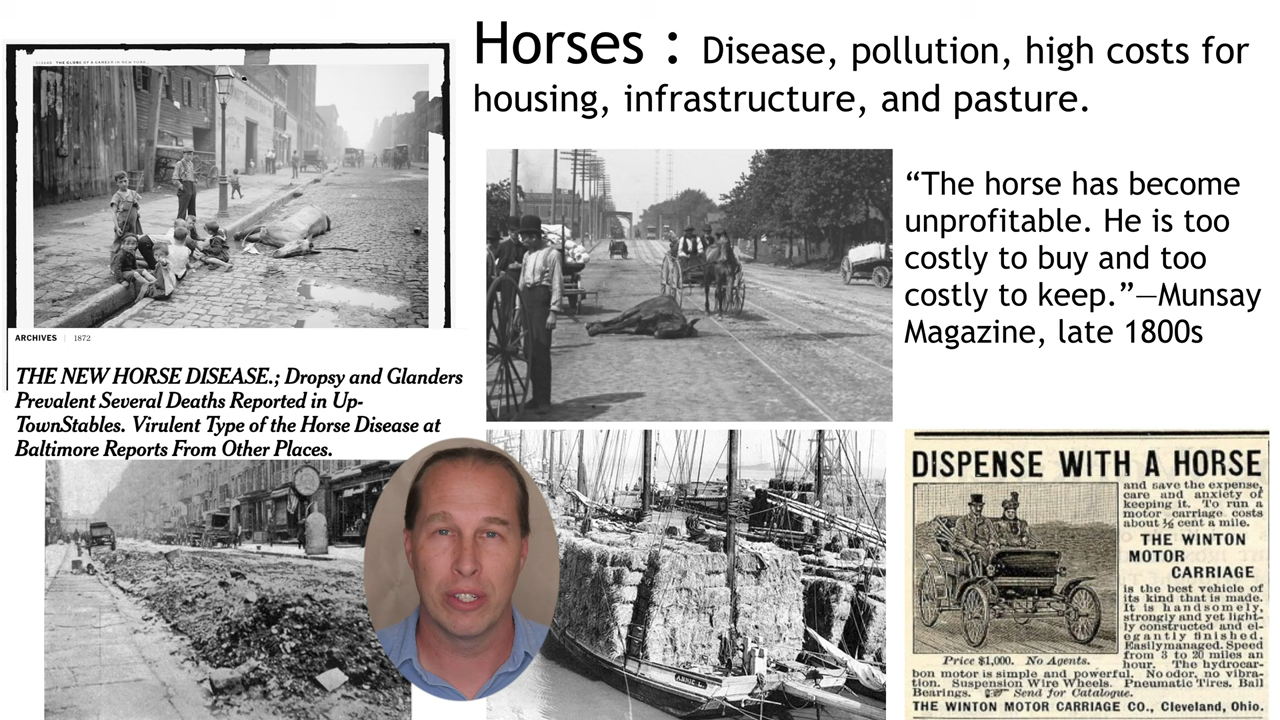 Horses : Disease, pollution, high costs for
housing, infrastructure, and pasture.
“The horse has become
unprofitable. He is too
costly to buy and too
costly to keep.”—Munsay
Magazine, late 1800s
ARCHIVES | 1872
THE NEW HORSE DISEASE.; Dropsy and Glanders
Prevalent Several Deaths Reported in Up-
TownStables. Virulent Type of the Horse Disease at
Baltimore Reports From Other Places.
DISPENSE WITH A HORSE
and save the expense,
care and anxiety of
keeping it. To run a
motor carriage costs
about ½ cent a mile.
THE WINTON
MOTOR
CARRIAGE
is the best vehicle of
its kind that is made.
It is handsomely,
strongly and yet light-
ly constructed and el-
egantly finished.
Easily managed. Speed
from 3 to 20 miles an
Price $1,000. No Agents.
hour. The hydrocar-
bon motor is simple and powerful. No odor, no vibra-
tion. Suspension Wire Wheels. Pneumatic Tires. Ball
Bearings. ☞ Send for Catalogue.
THE WINTON MOTOR CARRIAGE CO., Cleveland, Ohio.